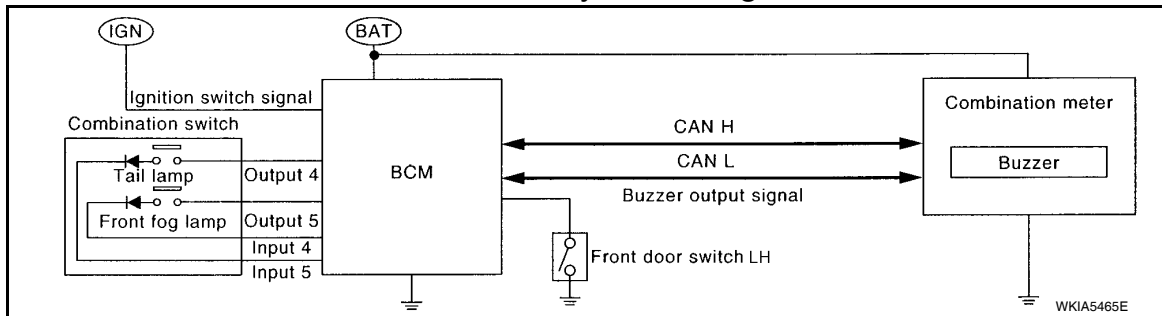 IGN
BAT
Ignition switch signal
Combination switch
Tail lamp
Output 4
Front fog lamp
Output 5
Input 4
Input 5
BCM
CAN H
CAN L
Buzzer output signal
Front door switch LH
Combination meter
Buzzer
WKIA5465E